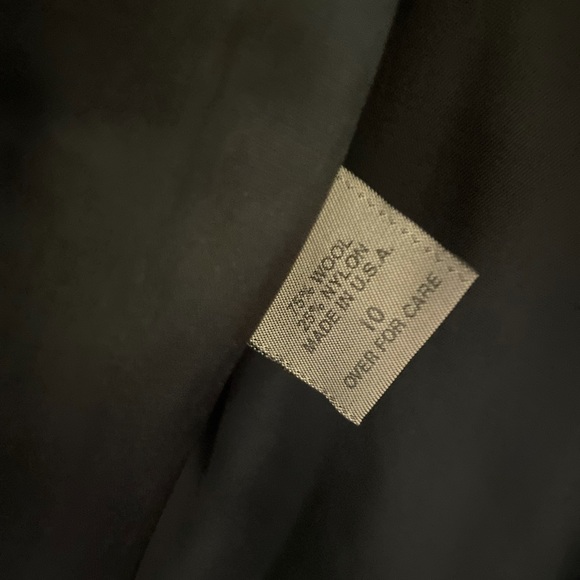 75% WOOL
25% NYLON
MADE IN U.S.A.
10
OVER FOR CARE